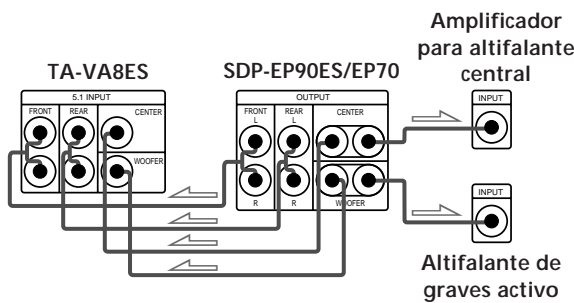 Amplificador
para altifalante
central
TA-VA8ES
SDP-EP90ES/EP70
5.1 INPUT
FRONT REAR CENTER
WOOFER
OUTPUT
FRONT REAR CENTER
L L
R R WOOFER
INPUT
INPUT
Altifalante de
graves activo